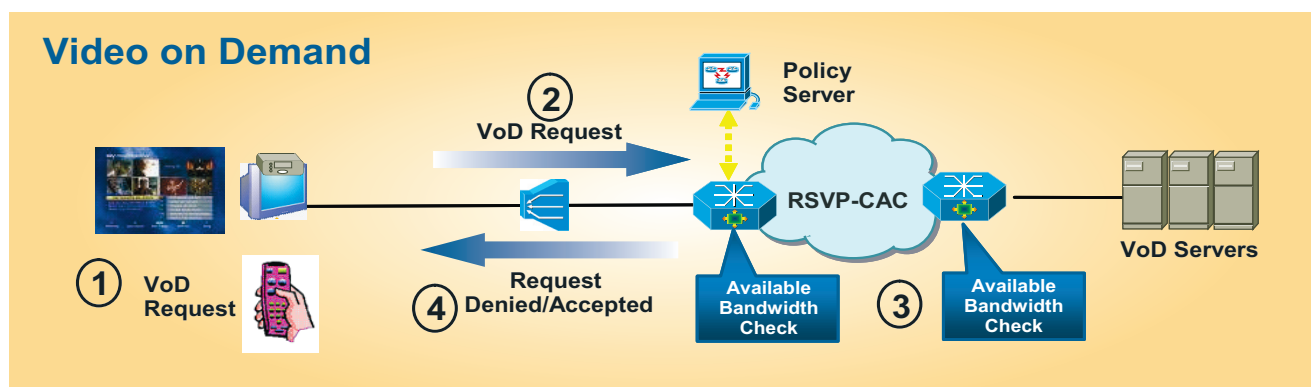 Video on Demand
2
VoD Request
Policy
Server
RSVP-CAC
VoD Servers
1
VoD
Request
4
Request
Denied/Accepted
Available
Bandwidth
Check
3
Available
Bandwidth
Check